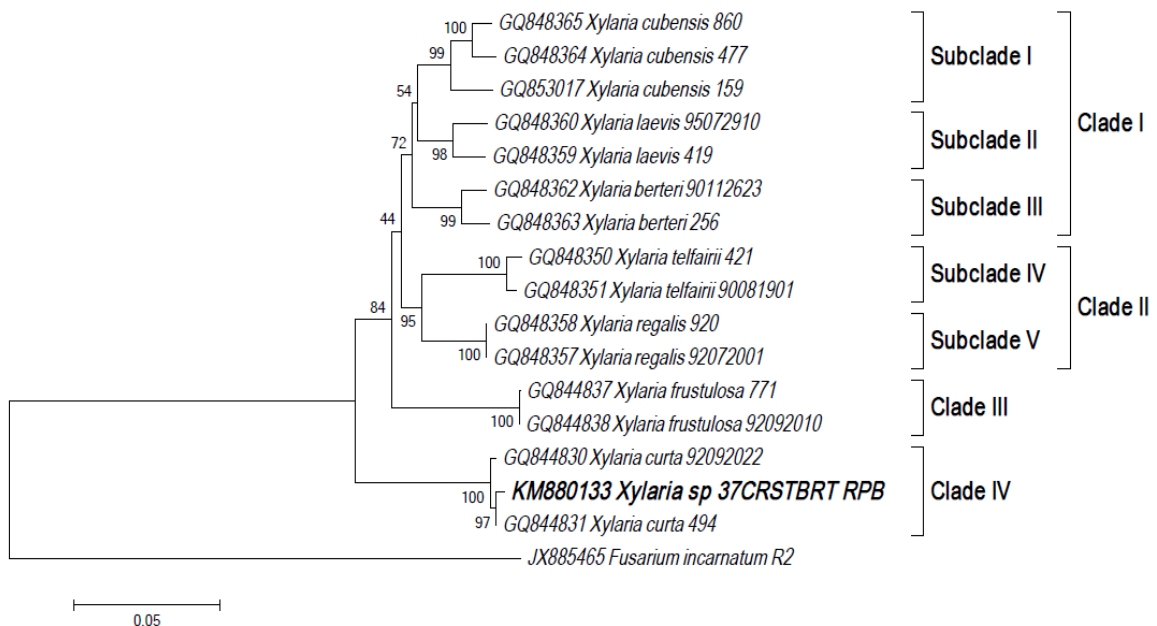 GQ848365 Xylaria cubensis 860
100
GQ848364 Xylaria cubensis 477
Subclade I
99
GQ853017 Xylaria cubensis 159
54
GQ848360 Xylaria laevis 95072910
Clade I
72
Subclade II
98
GQ848359 Xylaria laevis 419
GQ848362 Xylaria berteri 90112623
Subclade III
44
99
GQ848363 Xylaria berteri 256
GQ848350 Xylaria telfairii 421
100
Subclade IV
GQ848351 Xylaria telfairii 90081901
84
95
Clade II
GQ848358 Xylaria regalis 920
Subclade V
100
GQ848357 Xylaria regalis 92072001
GQ844837 Xylaria frustulosa 771
Clade III
100
GQ844838 Xylaria frustulosa 92092010
GQ844830 Xylaria curta 92092022
100
KM880133 Xylaria sp 37CRSTBRT RPB
Clade IV
97
GQ844831 Xylaria curta 494
JX885465 Fusarium incarnatum R2
0.05